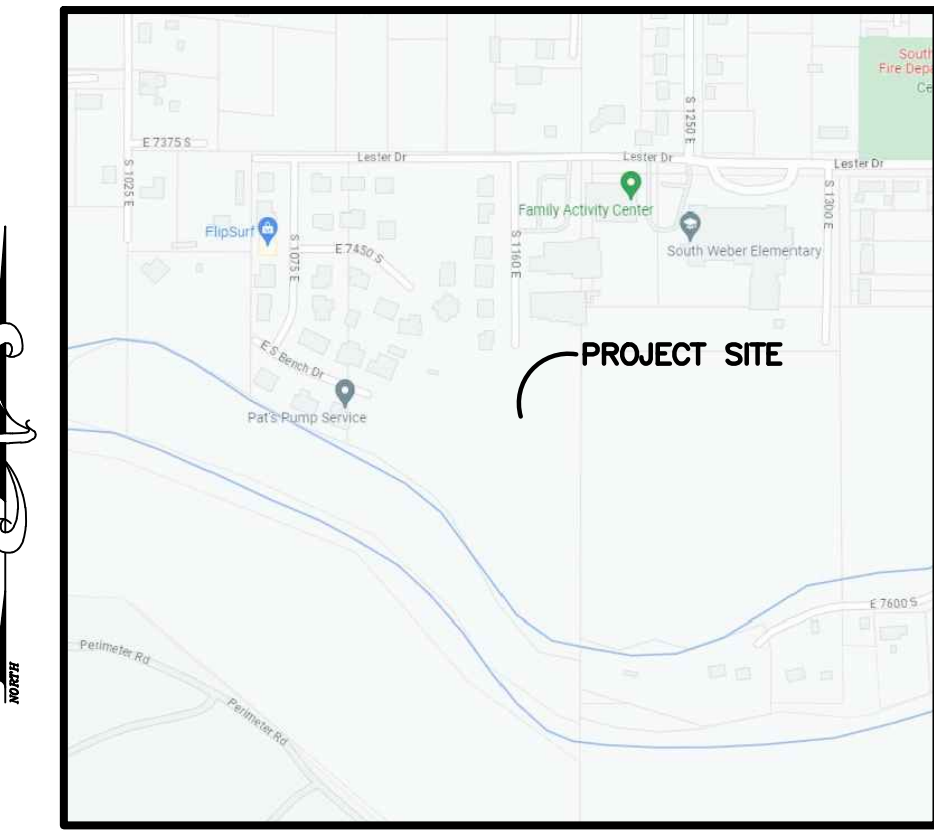 South
Fire Depa
Ce
S 1250 E
E 7375 S
Lester Dr
Lester Dr
Lester Dr
S 1025 E
Family Activity Center
S 1300 E
FlipSurf
S 1075 E
E 7450 S
S 1160 E
South Weber Elementary
PROJECT SITE
E S Bench Dr
Pat's Pump Service
E 7600 S
Perimeter Rd
NORTH
Perimeter Rd